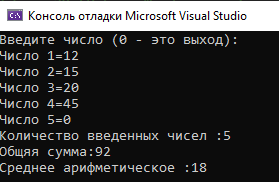 Консоль отладки Microsoft Visual Studio
Введите число (0 - это выход):
Число 1=12
Число 2=15
Число 3=20
Число 4=45
Число 5=0
Количество введенных чисел :5
Общяя сумма:92
Среднее арифметическое :18